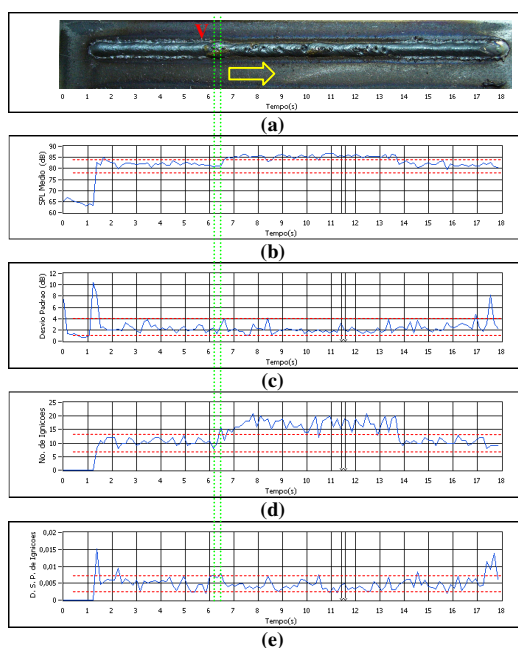 V
0 1 2 3 4 5 6 7 8 9 10 11 12 13 14 15 16 17 18
Tempo(s)
(a)
SPL Medio (dB)
90
85
80
75
70
65
60
0 1 2 3 4 5 6 7 8 9 10 11 12 13 14 15 16 17 18
Tempo(s)
(b)
Desvio Padrao (dB)
12
10
8
6
4
2
0
0 1 2 3 4 5 6 7 8 9 10 11 12 13 14 15 16 17 18
Tempo(s)
(c)
No. de Ignicoes
25
20
15
10
5
0
0 1 2 3 4 5 6 7 8 9 10 11 12 13 14 15 16 17 18
Tempo(s)
(d)
D. S. P. de Ignicoes
0,02
0,015
0,01
0,005
0
0 1 2 3 4 5 6 7 8 9 10 11 12 13 14 15 16 17 18
Tempo(s)
(e)